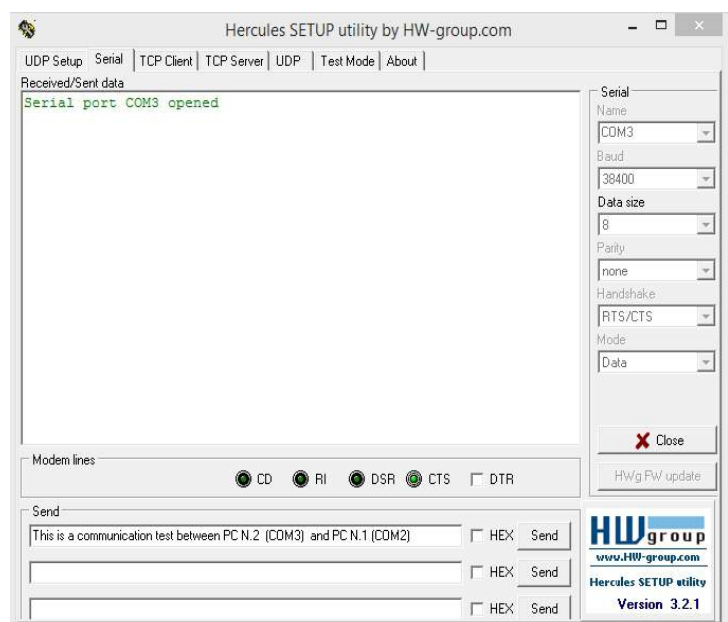 Hercules SETUP utility by HW-group.com
UDP Setup Serial TCP Client TCP Server UDP Test Mode About
Received/Sent data
Serial port COM3 opened
Serial
Name
COM3
Baud
38400
Data size
8
Parity
none
Handshake
RTS/CTS
Mode
Data
Close
HWg FW update
Modem lines
CD RI DSR CTS DTR
Send
This is a communication test between PC N.2 (COM3) and PC N.1 (COM2) HEX Send
HEX Send
HEX Send
HW group
www.HW-group.com
Hercules SETUP utility
Version 3.2.1